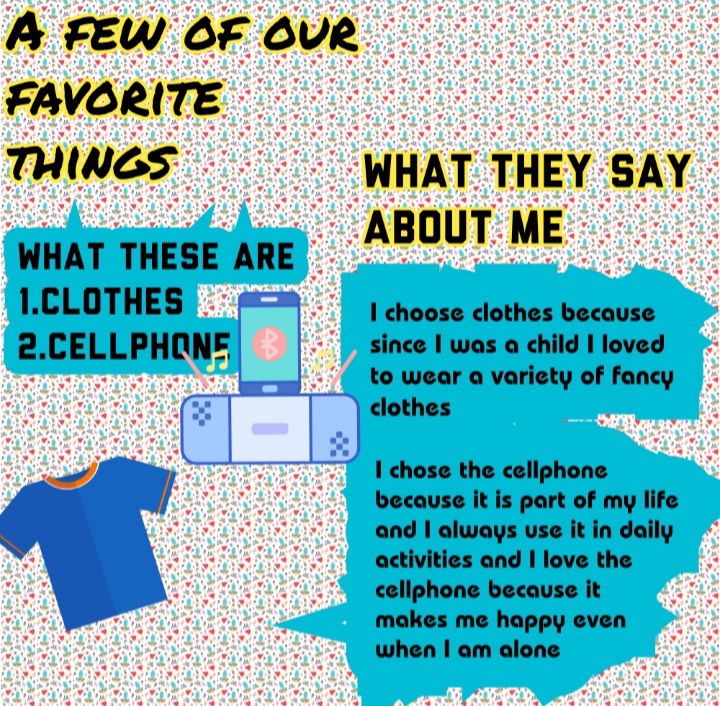 A FEW OF OUR
FAVORITE
THINGS
WHAT THESE ARE
1.CLOTHES
2.CELLPHONE
WHAT THEY SAY
ABOUT ME
I choose clothes because
since I was a child I loved
to wear a variety of fancy
clothes
I chose the cellphone
because it is part of my life
and I always use it in daily
activities and I love the
cellphone because it
makes me happy even
when I am alone